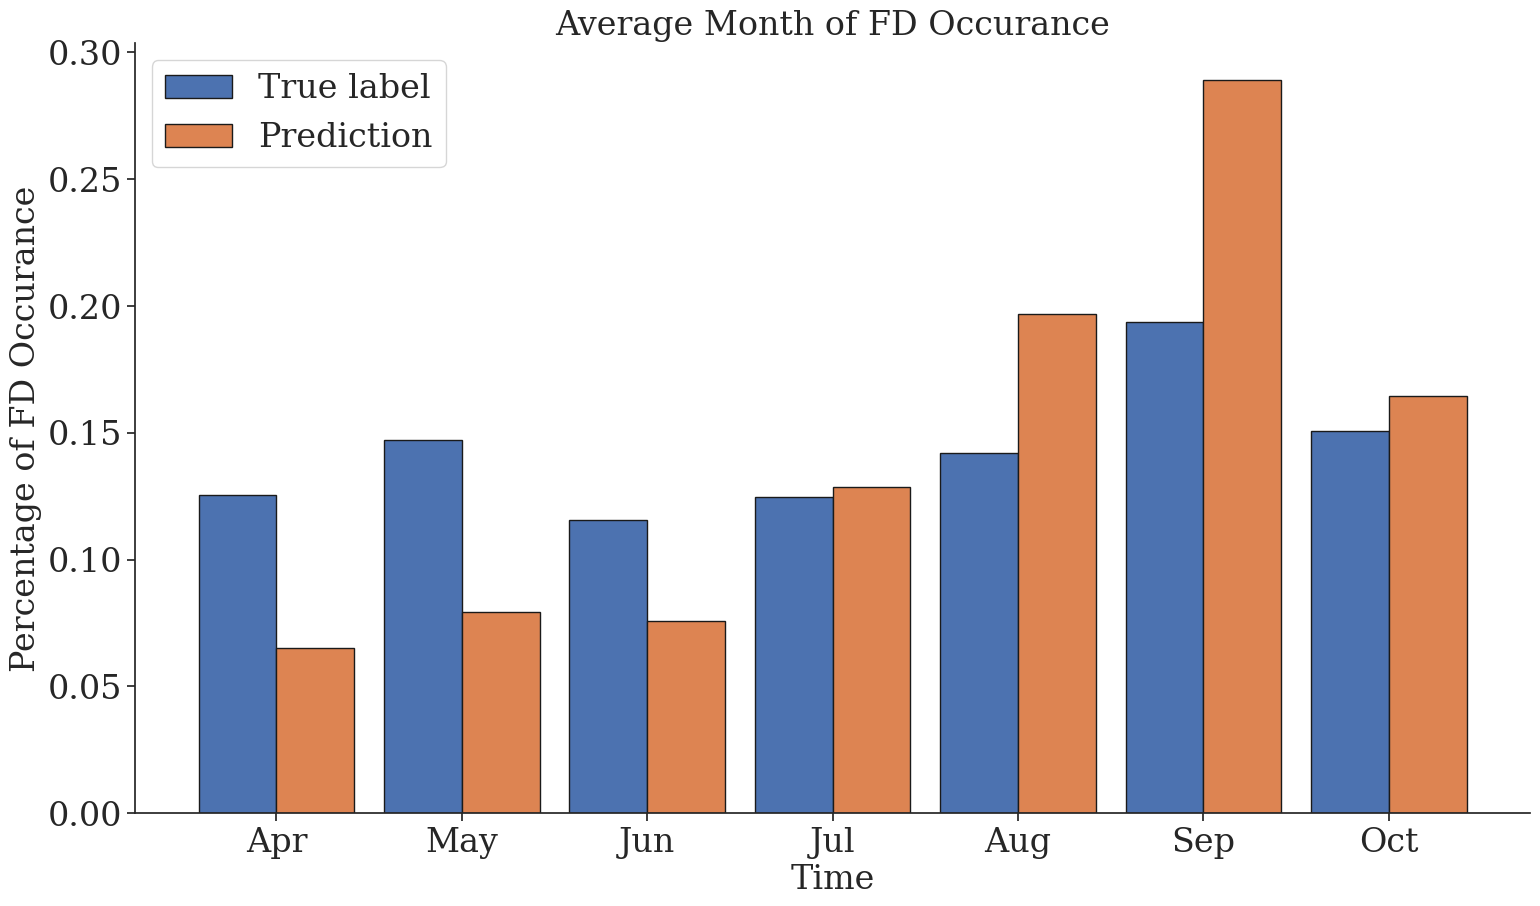 Average Month of FD Occurance
True label
Prediction
Percentage of FD Occurance
0.30
0.25
0.20
0.15
0.10
0.05
0.00
Apr May Jun Jul Aug Sep Oct
Time